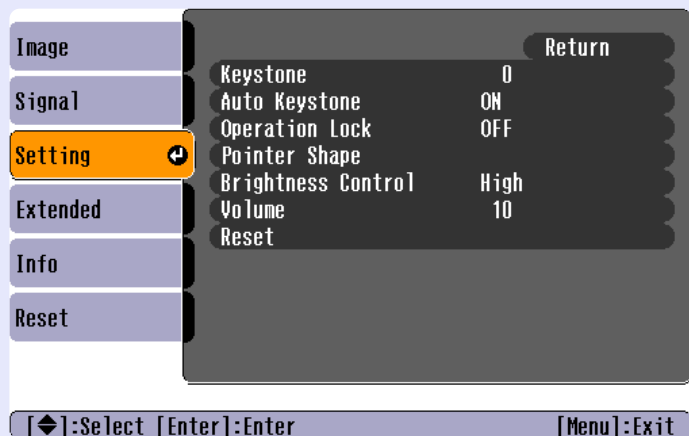 Image
Signal
Setting
Extended
Info
Reset
Return
Keystone 0
Auto Keystone ON
Operation Lock OFF
Pointer Shape
Brightness Control High
Volume 10
Reset
[◆]:Select [Enter]:Enter [Menu]:Exit